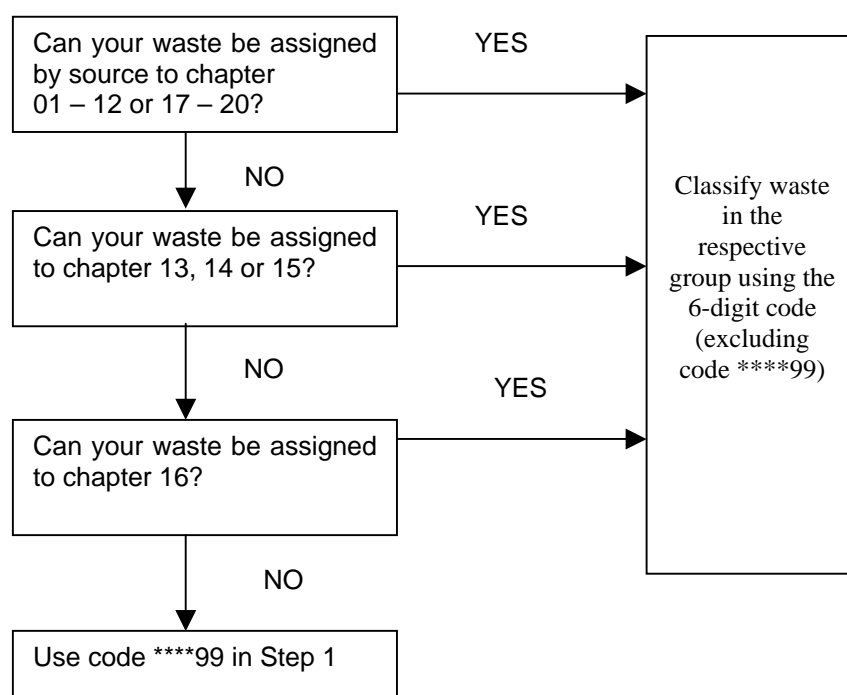 Can your waste be assigned
by source to chapter
01 – 12 or 17 – 20?
YES
NO
Can your waste be assigned
to chapter 13, 14 or 15?
YES
NO
Can your waste be assigned
to chapter 16?
YES
NO
Use code ****99 in Step 1
Classify waste
in the
respective
group using the
6-digit code
(excluding
code ****99)